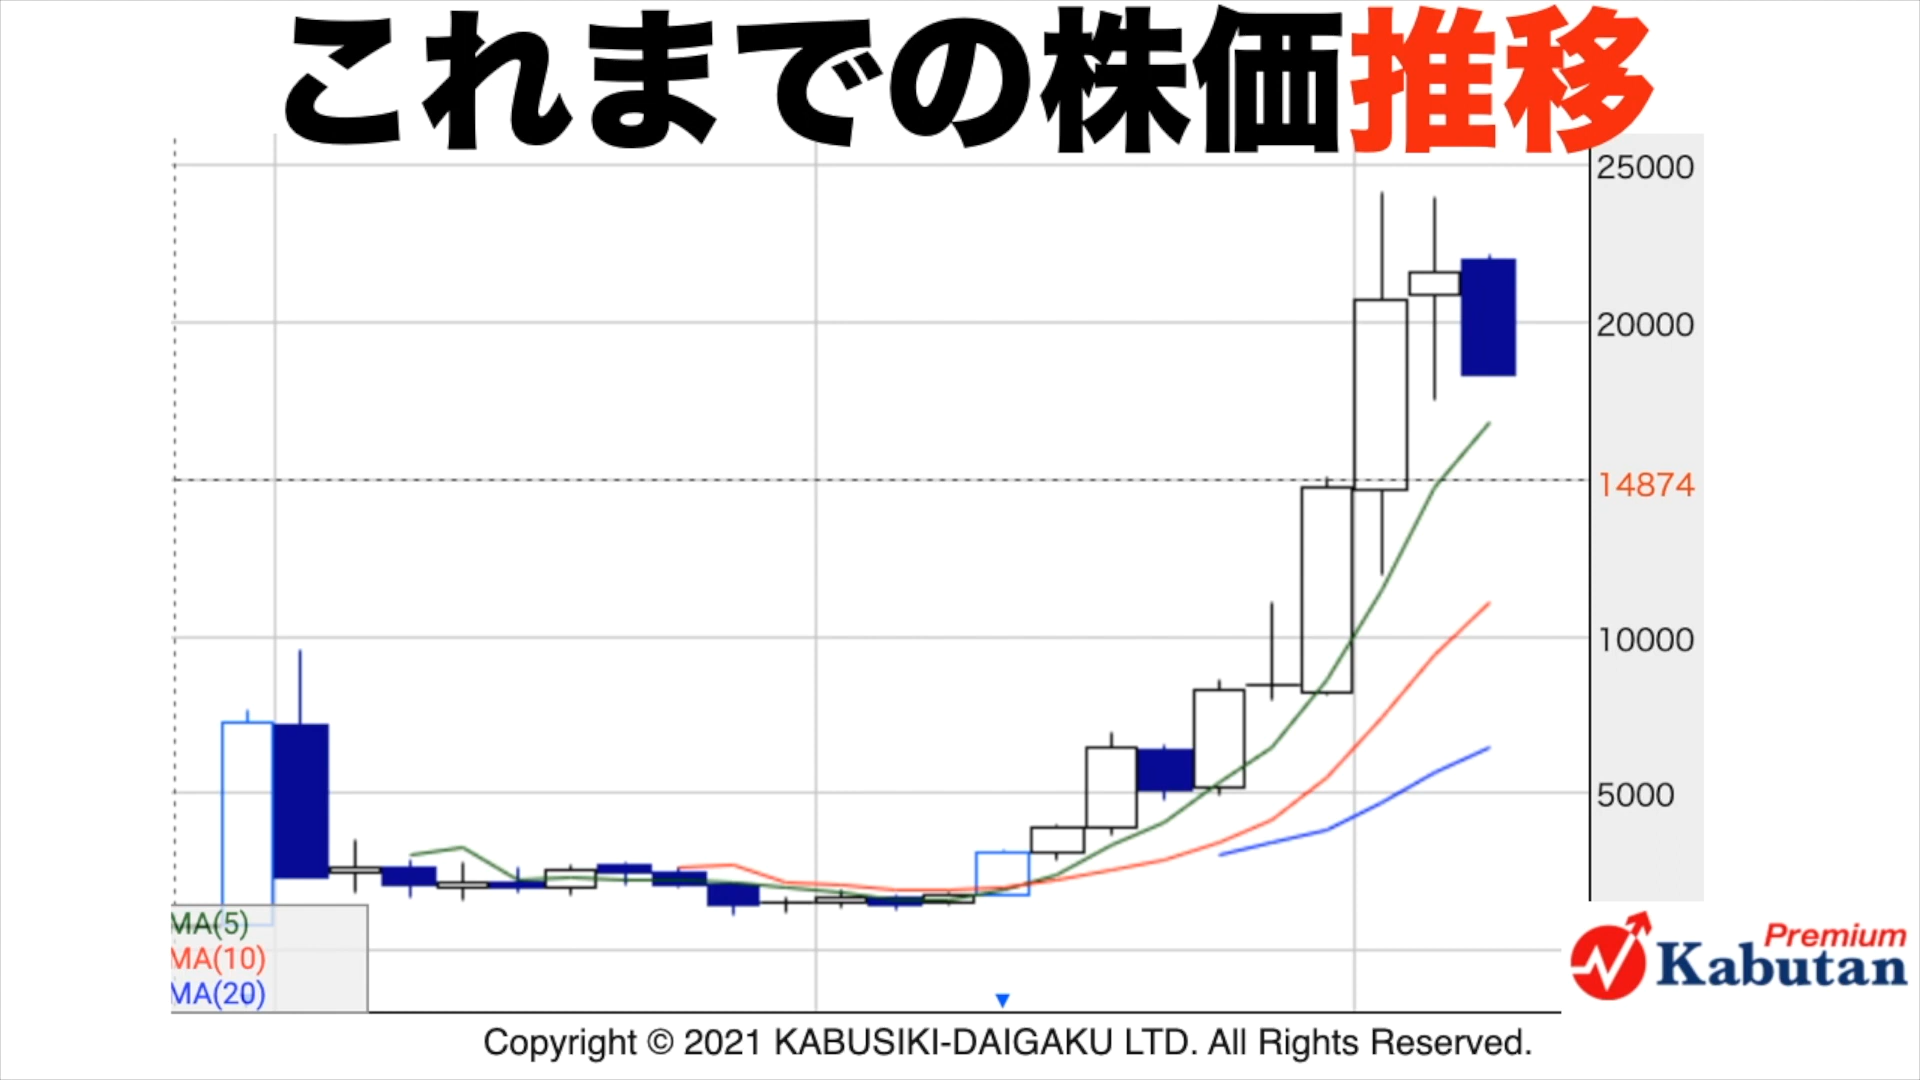 これまでの株価推移
25000
20000
14874
10000
5000
MA(5)
MA(10)
MA(20)
Premium
Kabutan
Copyright © 2021 KABUSIKI-DAIGAKU LTD. All Rights Reserved.